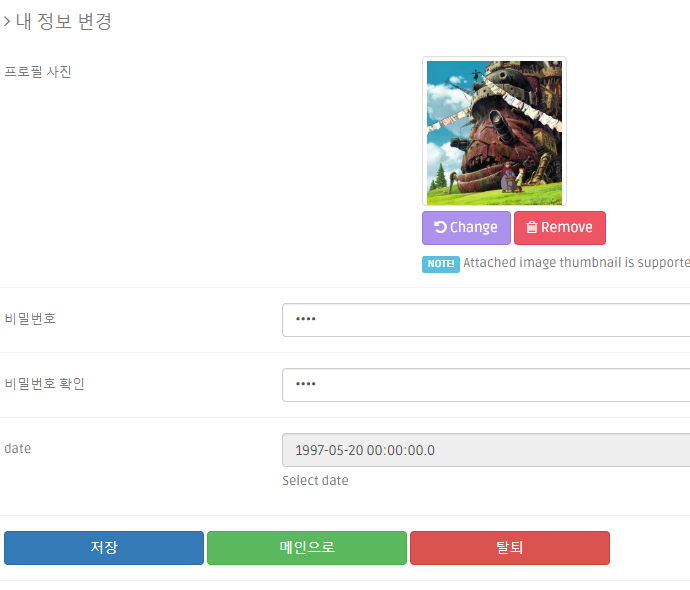 내 정보 변경
프로필 사진
Change Remove
NOTE! Attached image thumbnail is supporte
비밀번호 ••••
비밀번호 확인 ••••
date 1997-05-20 00:00:00.0
Select date
저장 메인으로 탈퇴